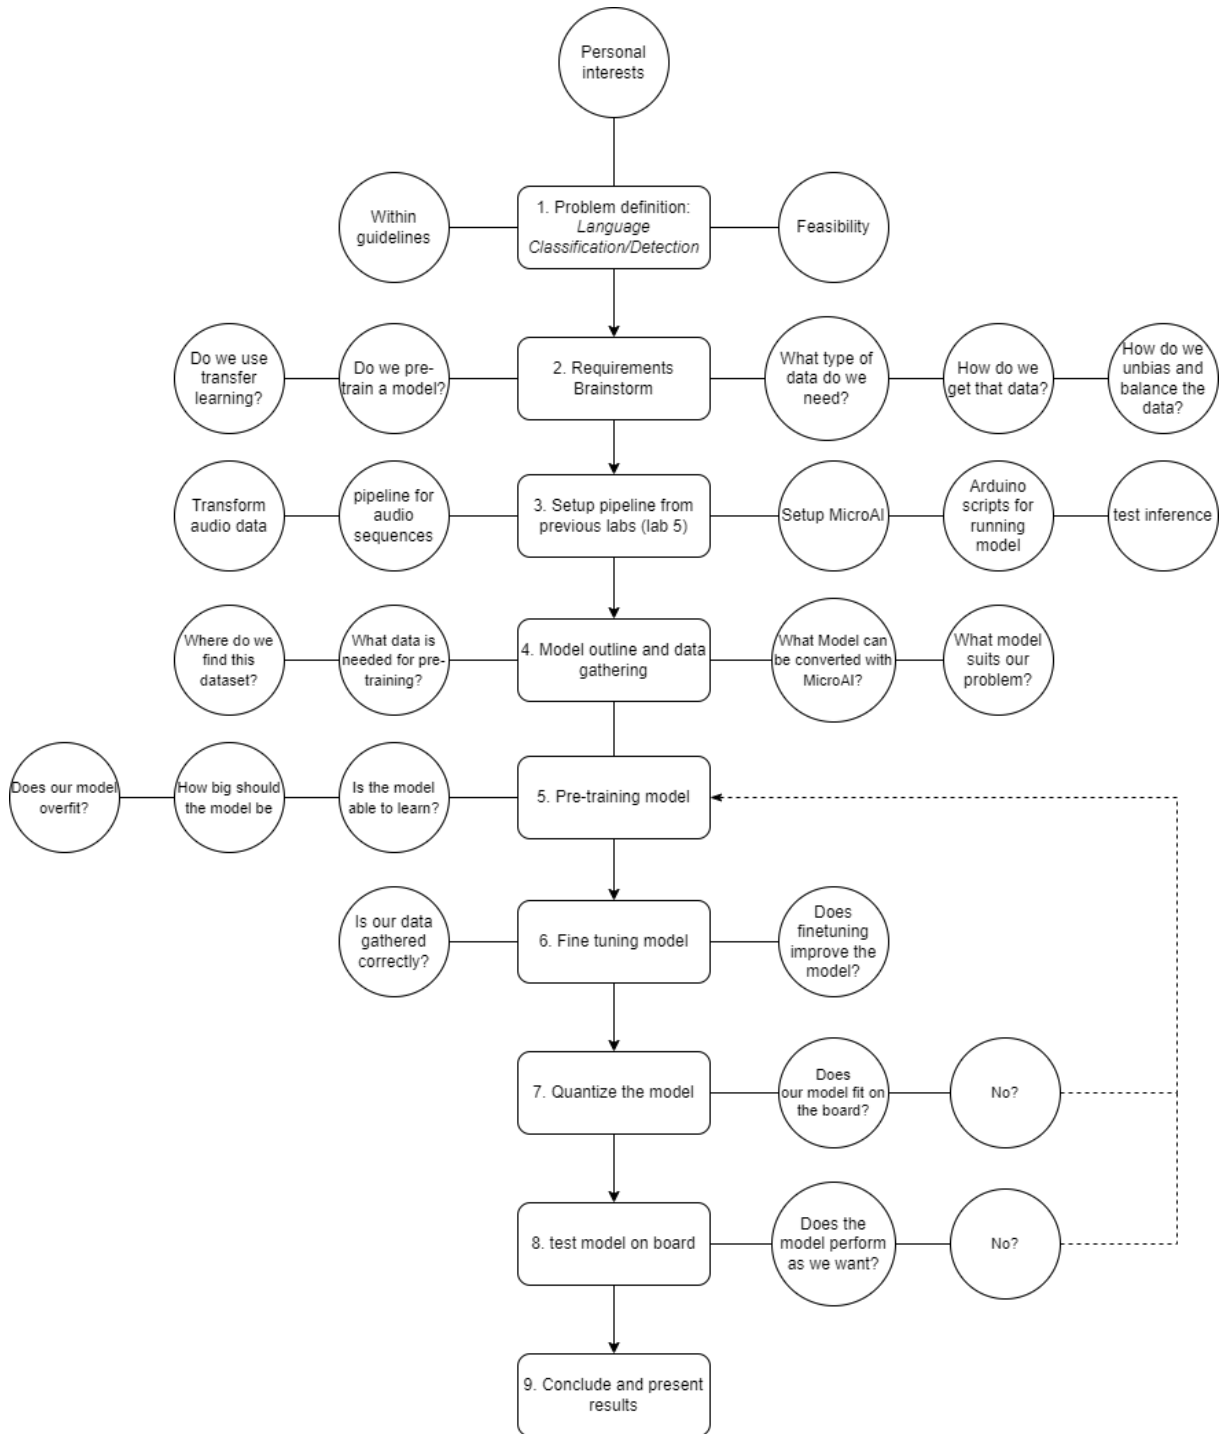 Personal
interests
Within
guidelines
1. Problem definition:
Language
Classification/Detection
Feasibility
Do we use
transfer
learning?
Do we pre-
train a model?
2. Requirements
Brainstorm
What type of
data do we
need?
How do we
get that data?
How do we
unbias and
balance the
data?
Transform
audio data
pipeline for
audio
sequences
3. Setup pipeline from
previous labs (lab 5)
Setup MicroAI
Arduino
scripts for
running
model
test inference
Where do we
find this
dataset?
What data is
needed for pre-
training?
4. Model outline and data
gathering
What Model can
be converted with
MicroAI?
What model
suits our
problem?
Does our model
overfit?
How big should
the model be
Is the model
able to learn?
5. Pre-training model
Is our data
gathered
correctly?
6. Fine tuning model
Does
finetuning
improve the
model?
7. Quantize the model
Does
our model fit on
the board?
No?
8. test model on board
Does the
model perform
as we want?
No?
9. Conclude and present
results